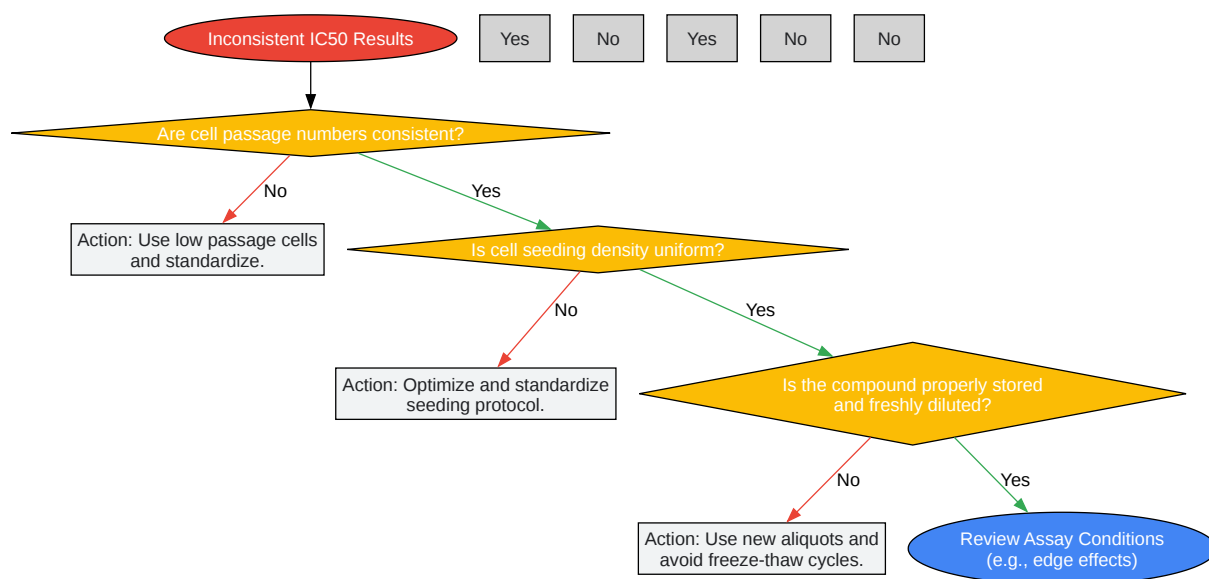 Inconsistent IC50 Results
Yes
No
Yes
No
No
Are cell passage numbers consistent?
No
Yes
Action: Use low passage cells
and standardize.
Is cell seeding density uniform?
No
Yes
Action: Optimize and standardize
seeding protocol.
Is the compound properly stored
and freshly diluted?
No
Yes
Action: Use new aliquots and
avoid freeze-thaw cycles.
Review Assay Conditions
(e.g., edge effects)